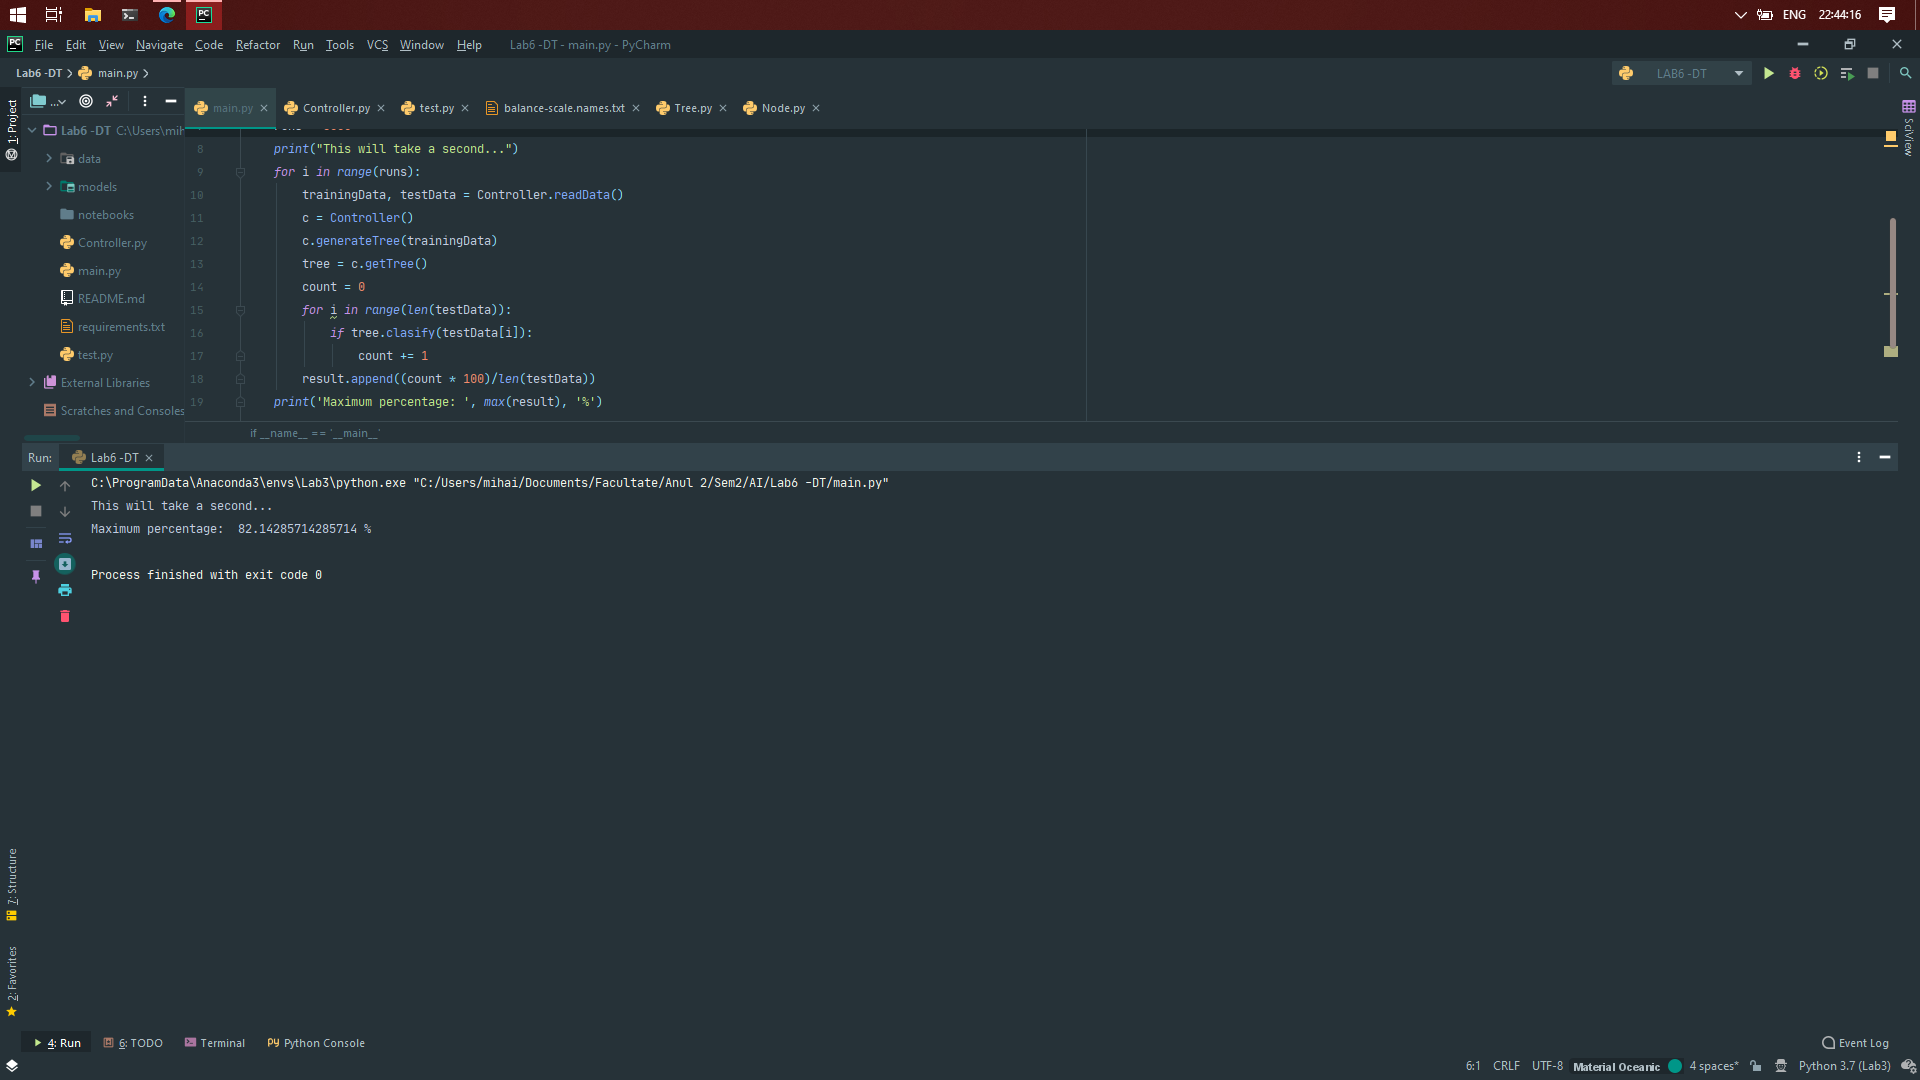 ENG 22:44:16
File Edit View Navigate Code Refactor Run Tools VCS Window Help Lab6 -DT - main.py - PyCharm
Lab6 -DT main.py
LAB6 -DT
1: Project
...
Lab6 -DT C:\Users\mih
data
models
notebooks
Controller.py
main.py
README.md
requirements.txt
test.py
External Libraries
Scratches and Consoles
main.py Controller.py test.py balance-scale.names.txt Tree.py Node.py
8 print("This will take a second...")
9 for i in range(runs):
10 trainingData, testData = Controller.readData()
11 c = Controller()
12 c.generateTree(trainingData)
13 tree = c.getTree()
14 count = 0
15 for i in range(len(testData)):
16 if tree.clasify(testData[i]):
17 count += 1
18 result.append((count * 100)/len(testData))
19 print('Maximum percentage: ', max(result), '%')
if __name__ == '__main__'
SciView
Run: Lab6 -DT
C:\ProgramData\Anaconda3\envs\Lab3\python.exe "C:/Users/mihai/Documents/Facultate/Anul 2/Sem2/AI/Lab6 -DT/main.py"
This will take a second...
Maximum percentage:  82.14285714285714 %
Process finished with exit code 0
7: Structure
2: Favorites
4: Run 6: TODO Terminal Python Console Event Log
6:1 CRLF UTF-8 Material Oceanic 4 spaces* Python 3.7 (Lab3)